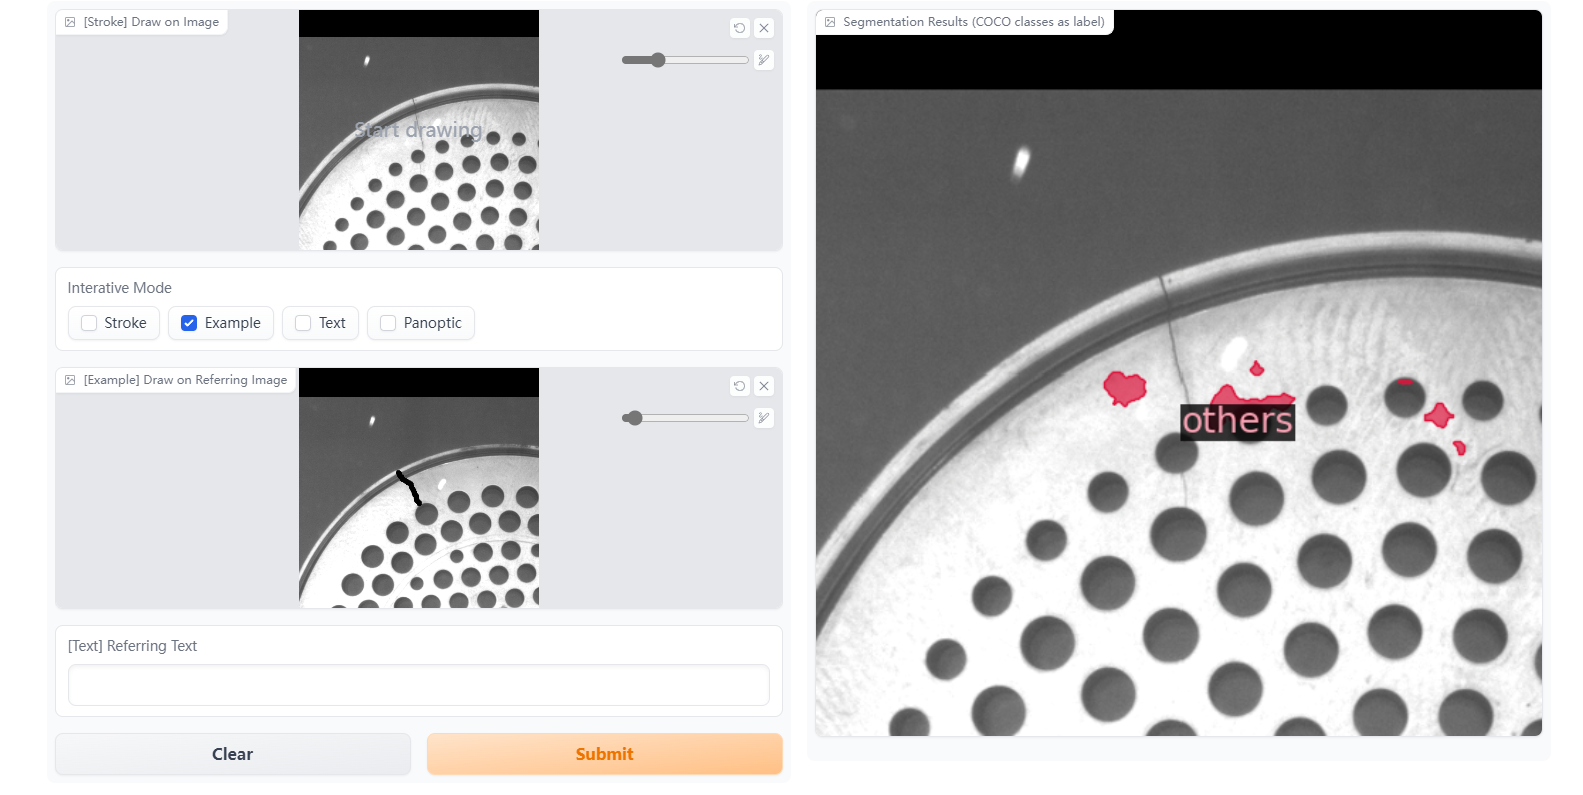 [Stroke] Draw on Image
Start drawing
Interative Mode
Stroke
Example
Text
Panoptic
[Example] Draw on Referring Image
[Text] Referring Text
Clear
Submit
Segmentation Results (COCO classes as label)
others